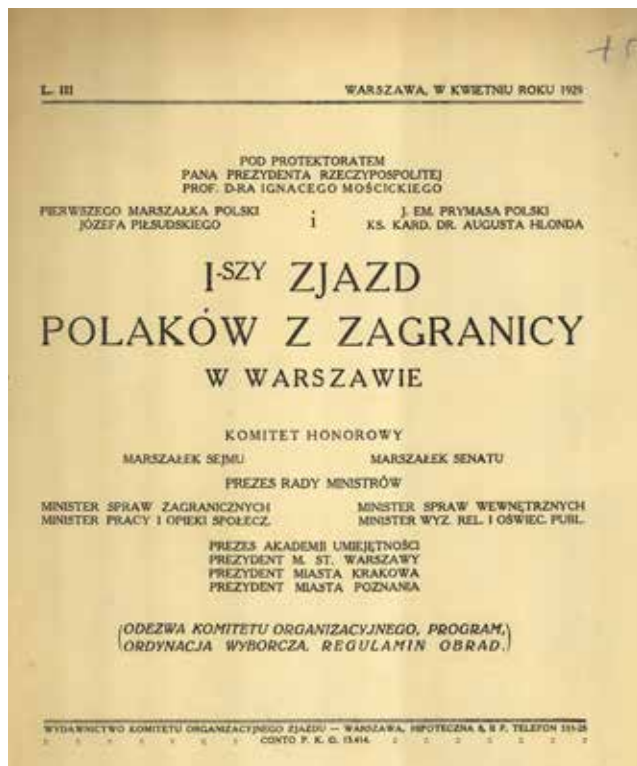 L. III WARSZAWA, W KWIETNIU ROKU 1929
POD PROTEKTORATEM
PANA PREZYDENTA RZECZYPOSPOLITEJ
PROF. D-RA IGNACEGO MOŚCICKIEGO
PIERWSZEGO MARSZAŁKA POLSKI
JÓZEFA PIŁSUDSKIEGO
i
J. EM. PRYMASA POLSKI
KS. KARD. DR. AUGUSTA HLONDA
I-SZY ZJAZD
POLAKÓW Z ZAGRANICY
W WARSZAWIE
KOMITET HONOROWY
MARSZAŁEK SEJMU MARSZAŁEK SENATU
PREZES RADY MINISTRÓW
MINISTER SPRAW ZAGRANICZNYCH
MINISTER PRACY I OPIEKI SPOŁECZ.
MINISTER SPRAW WEWNĘTRZNYCH
MINISTER WYZ. REL. I OŚWIEC. PUBL.
PREZES AKADEMJI UMIEJĘTNOŚCI
PREZYDENT M. ST. WARSZAWY
PREZYDENT MIASTA KRAKOWA
PREZYDENT MIASTA POZNANIA
(ODEZWA KOMITETU ORGANIZACYJNEGO, PROGRAM,
ORDYNACJA WYBORCZA, REGULAMIN OBRAD.)
WYDAWNICTWO KOMITETU ORGANIZACYJNEGO ZJAZDU — WARSZAWA, HIPOTECZNA 8, II P. TELEFON
CONTO P. K. O.